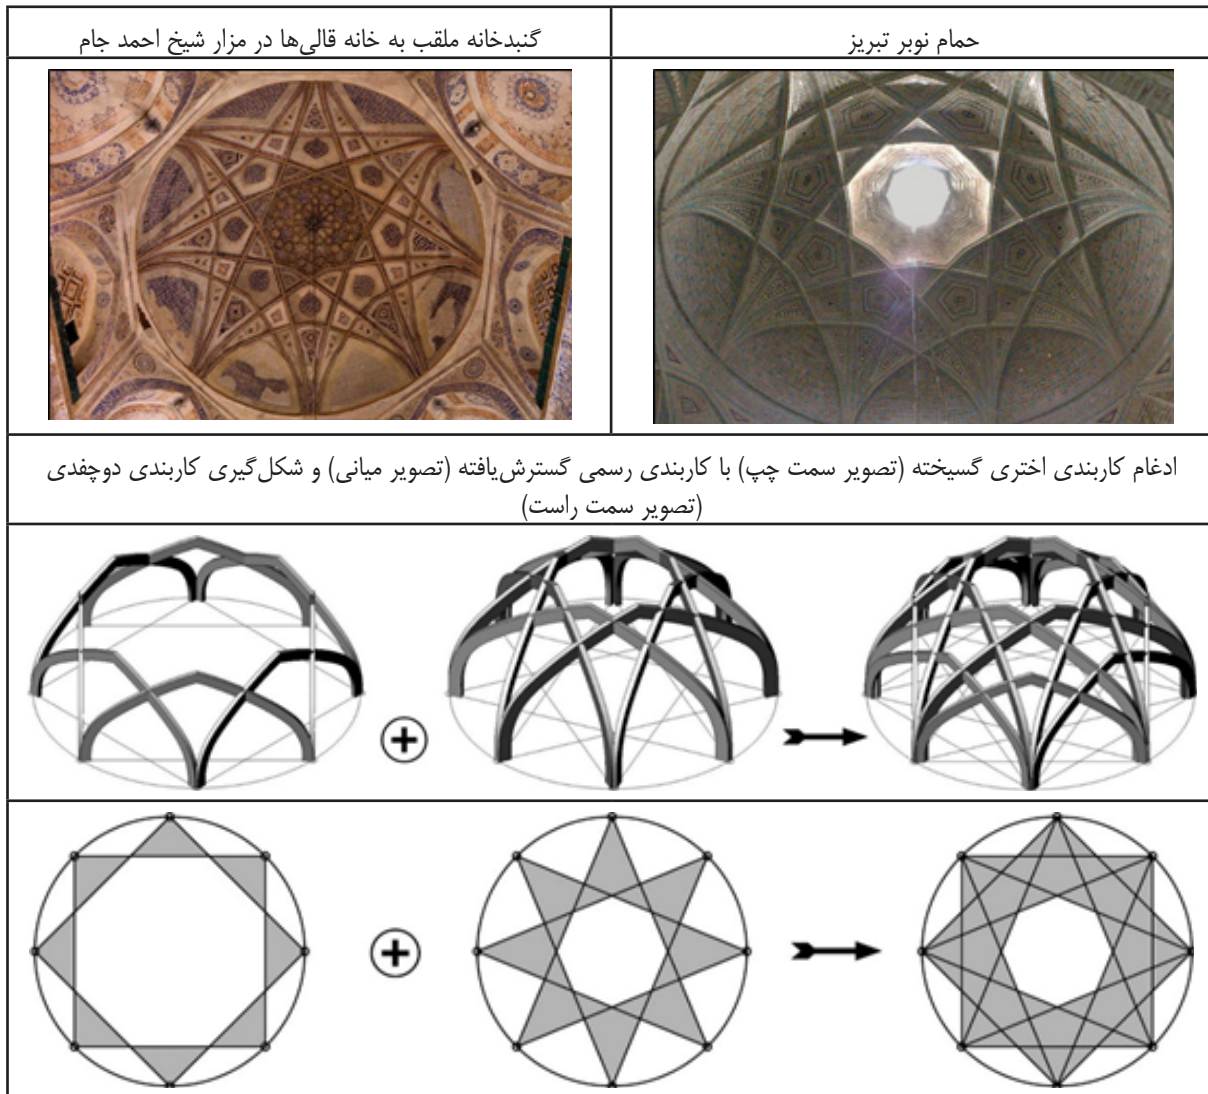 حمام نوبر تبریز
گنبدخانه ملقب به خانه قالی‌ها در مزار شیخ احمد جام
ادغام کاربندی اختری گسیخته (تصویر سمت چپ) با کاربندی رسمی گسترش‌یافته (تصویر میانی) و شکل‌گیری کاربندی دوچفدی
(تصویر سمت راست)